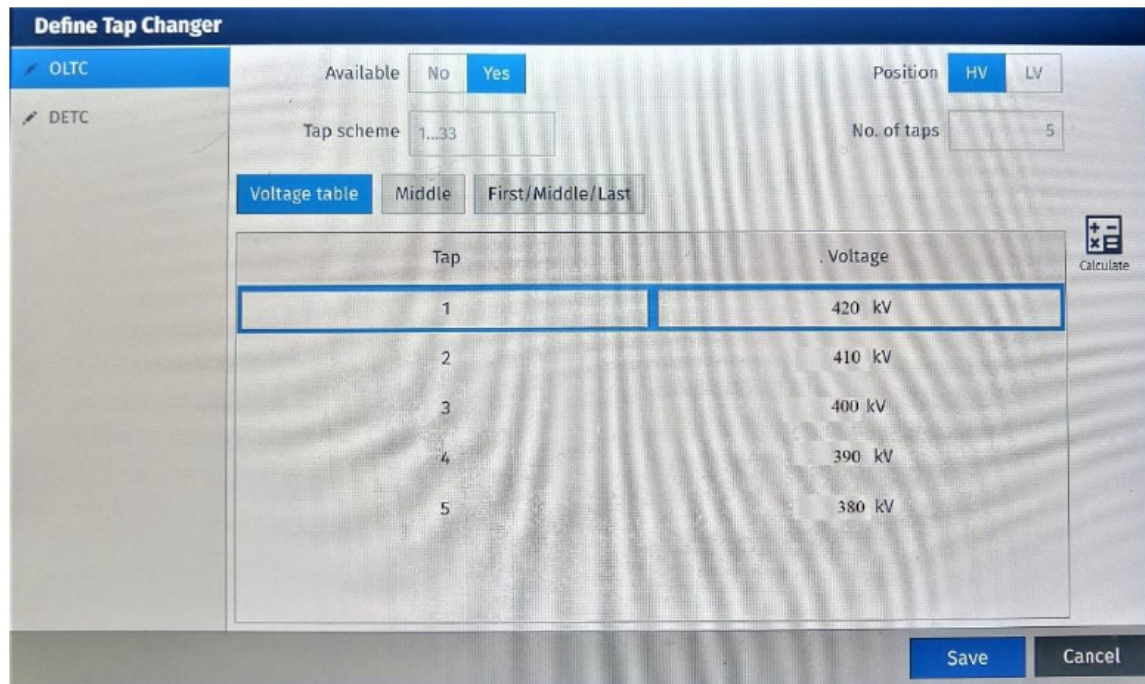 Define Tap Changer
OLTC
Available No Yes
Position HV LV
DETC
Tap scheme 1...33
No. of taps 5
Voltage table Middle First/Middle/Last
Calculate
Tap Voltage
1 420 kV
2 410 kV
3 400 kV
4 390 kV
5 380 kV
Save Cancel